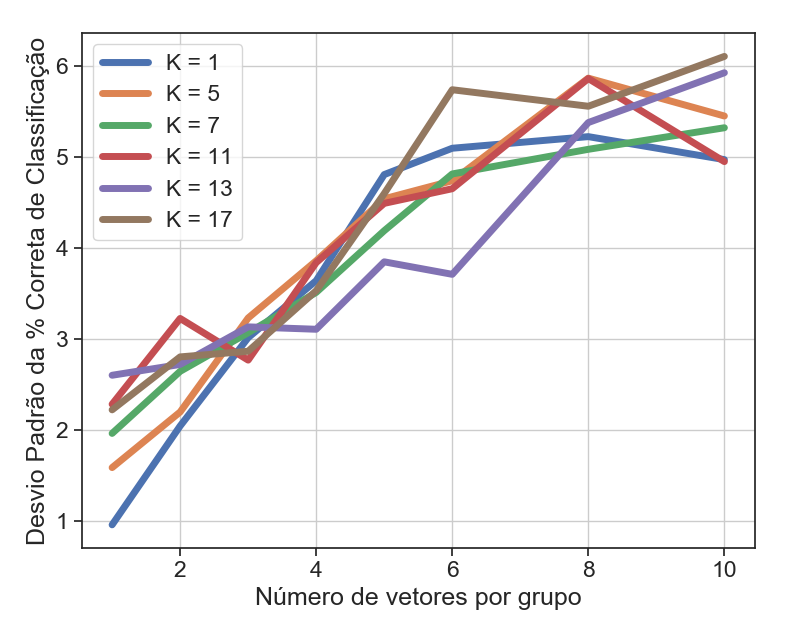 K = 1
K = 5
K = 7
K = 11
K = 13
K = 17
Desvio Padrão da % Correta de Classificação
6
5
4
3
2
1
2 4 6 8 10
Número de vetores por grupo